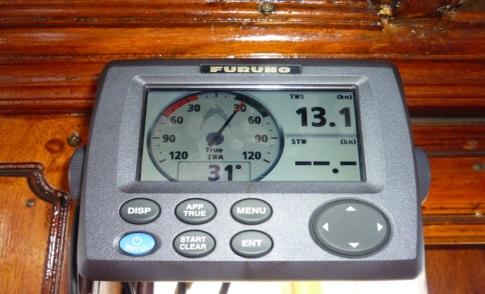 FURUNO
TWS (kn)
13.1
STW (kn)
--.-
30 30
60 60
90 90
120 120
True
TWA
31°
DISP
APP
TRUE
MENU
START
CLEAR
ENT